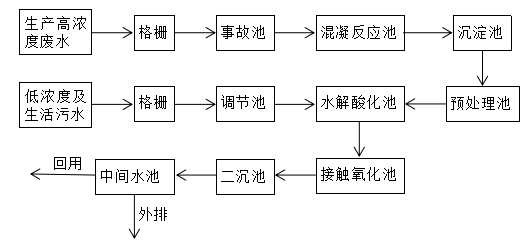 生产高浓
度废水
格栅
事故池
混凝反应池
沉淀池
低浓度及
生活污水
格栅
调节池
水解酸化池
预处理池
回用
中间水池
二沉池
接触氧化池
外排